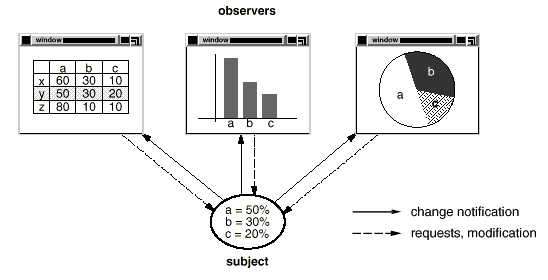 observers
window
window
window
a b c
x 60 30 10
y 50 30 20
z 80 10 10
a b c
a
b
c
a = 50%
b = 30%
c = 20%
subject
change notification
requests, modification